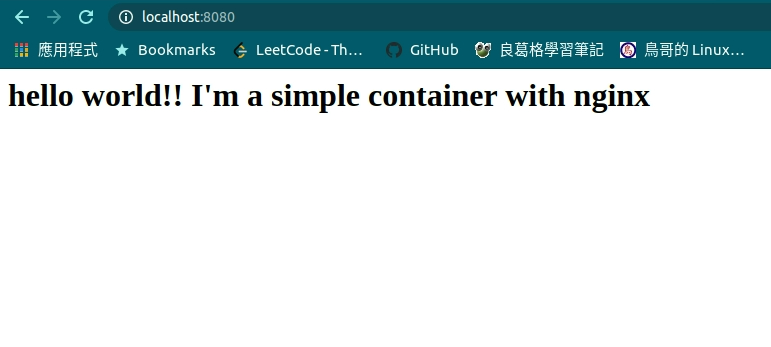 localhost:8080
應用程式 Bookmarks LeetCode - Th... GitHub 良葛格學習筆記 鳥哥的 Linux...
hello world!! I'm a simple container with nginx